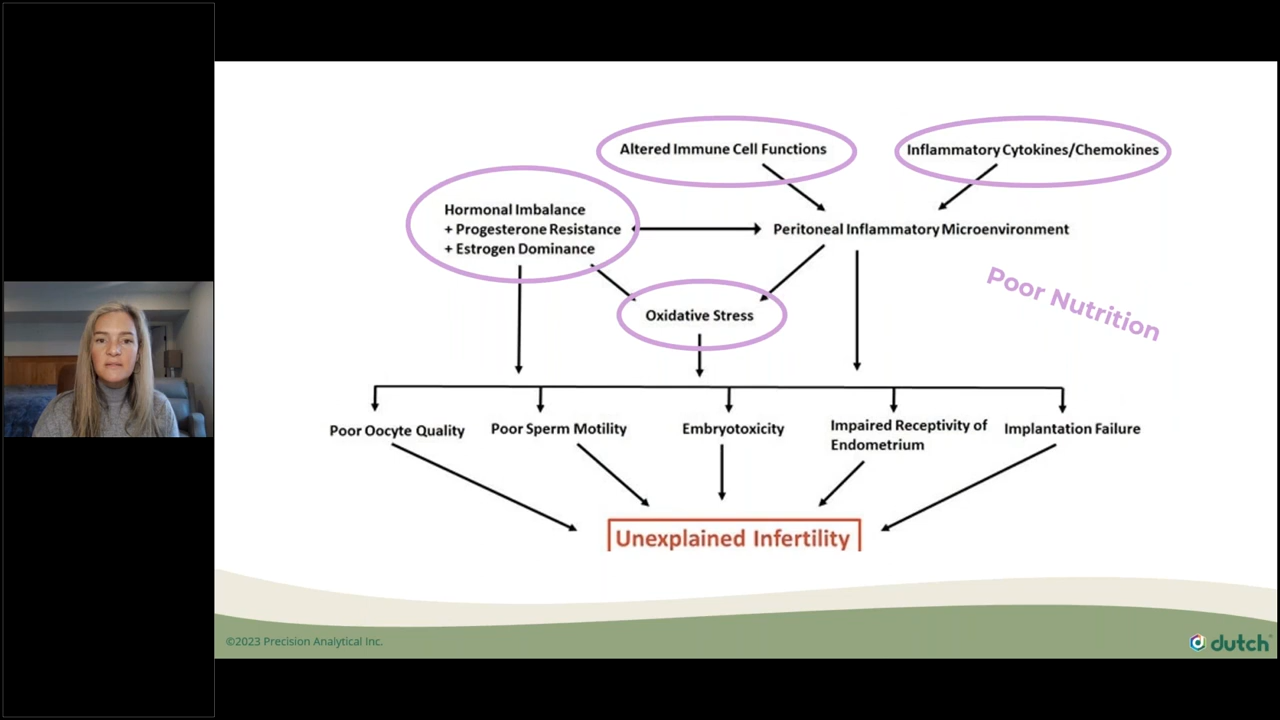 Altered Immune Cell Functions
Inflammatory Cytokines/Chemokines
Hormonal Imbalance
+ Progesterone Resistance
+ Estrogen Dominance
Peritoneal Inflammatory Microenvironment
Poor Nutrition
Oxidative Stress
Poor Oocyte Quality
Poor Sperm Motility
Embryotoxicity
Impaired Receptivity of
Endometrium
Implantation Failure
Unexplained Infertility
©2023 Precision Analytical Inc.
dutch